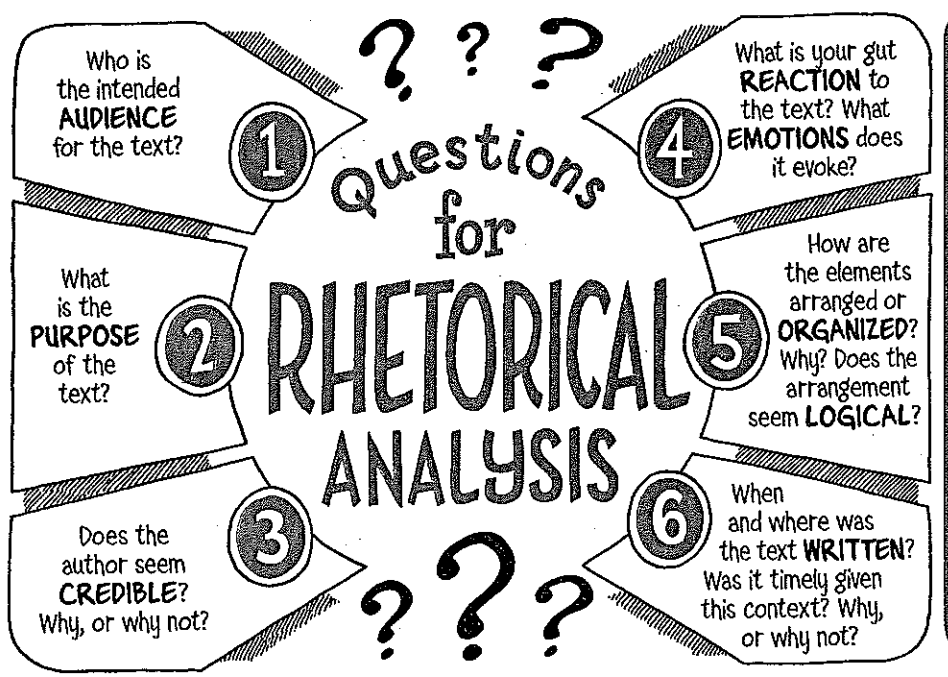 ? ? ?
Questions
for
RHETORICAL
ANALYSIS
? ? ?
1
Who is
the intended
AUDIENCE
for the text?
2
What
is the
PURPOSE
of the
text?
3
Does the
author seem
CREDIBLE?
Why, or why not?
4
What is your gut
REACTION to
the text? What
EMOTIONS does
it evoke?
5
How are
the elements
arranged or
ORGANIZED?
Why? Does the
arrangement
seem LOGICAL?
6
When
and where was
the text WRITTEN?
Was it timely given
this context? Why,
or why not?